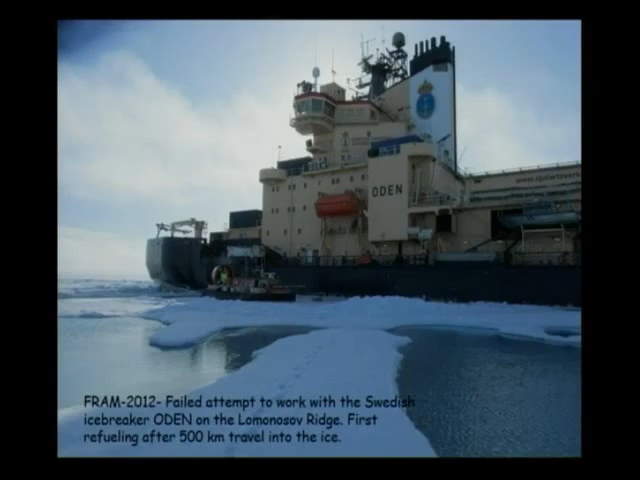 ODEN
FRAM-2012- Failed attempt to work with the Swedish
icebreaker ODEN on the Lomonosov Ridge. First
refueling after 500 km travel into the ice.